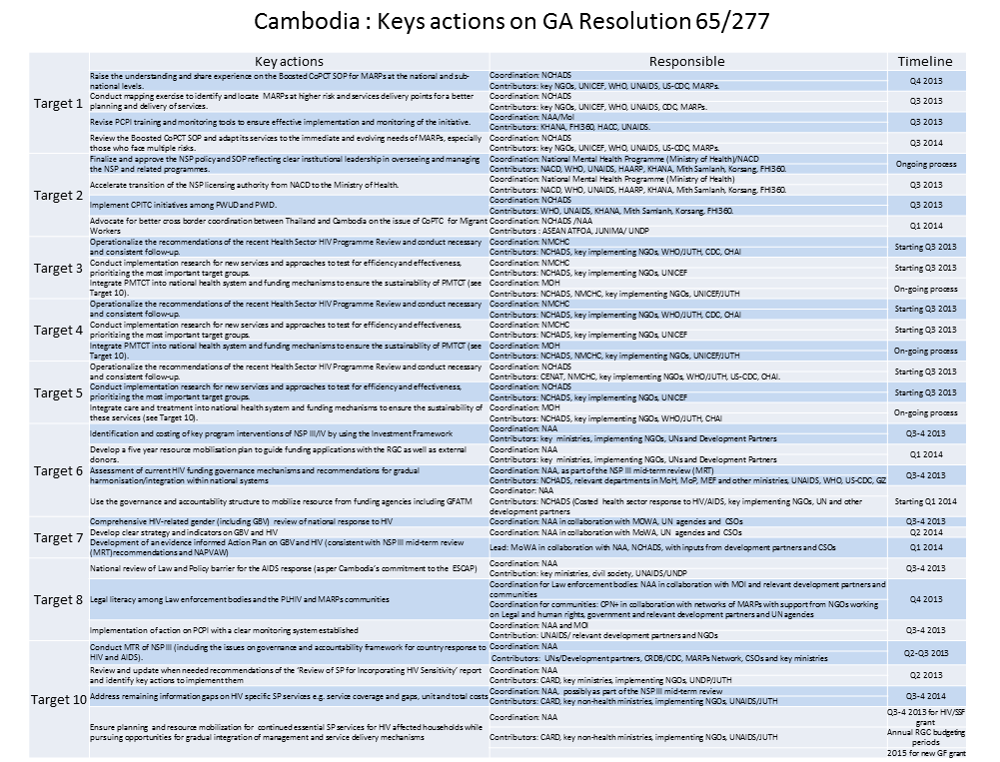 Cambodia : Keys actions on GA Resolution 65/277
Key actions
Responsible
Timeline
Target 1
Raise the understanding and share experience on the Boosted CoPCT SOP for MARPs at the national and sub-
national levels.
Coordination: NCHADS
Contributors: key NGOs, UNICEF, WHO, UNAIDS, US-CDC, MARPs.
Q4 2013
Conduct mapping exercise to identify and locate MARPs at higher risk and services delivery points for a better
planning and delivery of services.
Coordination: NCHADS
Contributors: key NGOs, UNICEF, WHO, UNAIDS, CDC, MARPs.
Q3 2013
Revise PCPI training and monitoring tools to ensure effective implementation and monitoring of the initiative.
Coordination: NAA/MoI
Contributors: KHANA, FHI360, HACC, UNAIDS.
Q3 2013
Review the Boosted CoPCT SOP and adapt its services to the immediate and evolving needs of MARPs, especially
those who face multiple risks.
Coordination: NCHADS
Contributors: key NGOs, UNICEF, WHO, UNAIDS, US-CDC, MARPs.
Q3 2014
Target 2
Finalize and approve the NSP policy and SOP reflecting clear institutional leadership in overseeing and managing
the NSP and related programmes.
Coordination: National Mental Health Programme (Ministry of Health)/NACD
Contributors: NACD, WHO, UNAIDS, HAARP, KHANA, Mith Samlanh, Korsang, FHI360.
Ongoing process
Accelerate transition of the NSP licensing authority from NACD to the Ministry of Health.
Coordination: National Mental Health Programme (Ministry of Health)
Contributors: NACD, WHO, UNAIDS, HAARP, KHANA, Mith Samlanh, Korsang, FHI360.
Q3 2013
Implement CPITC initiatives among PWUD and PWID.
Coordination: NCHADS
Contributors: WHO, UNAIDS, KHANA, Mith Samlanh, Korsang, FHI360.
Q3 2013
Advocate for better cross border coordination between Thailand and Cambodia on the issue of CoPTC for Migrant
Workers
Coordination: NCHADS /NAA
Contributors : ASEAN ATFOA, JUNIMA/ UNDP
Q1 2014
Target 3
Operationalize the recommendations of the recent Health Sector HIV Programme Review and conduct necessary
and consistent follow-up.
Coordination: NMCHC
Contributors: NCHADS, key implementing NGOs, WHO/JUTH, CDC, CHAI
Starting Q3 2013
Conduct implementation research for new services and approaches to test for efficiency and effectiveness,
prioritizing the most important target groups.
Coordination: NMCHC
Contributors: NCHADS, key implementing NGOs, UNICEF
Starting Q3 2013
Integrate PMTCT into national health system and funding mechanisms to ensure the sustainability of PMTCT (see
Target 10).
Coordination: MOH
Contributors: NCHADS, NMCHC, key implementing NGOs, UNICEF/JUTH
On-going process
Target 4
Operationalize the recommendations of the recent Health Sector HIV Programme Review and conduct necessary
and consistent follow-up.
Coordination: NMCHC
Contributors: NCHADS, key implementing NGOs, WHO/JUTH, CDC, CHAI
Starting Q3 2013
Conduct implementation research for new services and approaches to test for efficiency and effectiveness,
prioritizing the most important target groups.
Coordination: NMCHC
Contributors: NCHADS, key implementing NGOs, UNICEF
Starting Q3 2013
Integrate PMTCT into national health system and funding mechanisms to ensure the sustainability of PMTCT (see
Target 10).
Coordination: MOH
Contributors: NCHADS, NMCHC, key implementing NGOs, UNICEF/JUTH
On-going process
Target 5
Operationalize the recommendations of the recent Health Sector HIV Programme Review and conduct necessary
and consistent follow-up.
Coordination: NCHADS
Contributors: CENAT, NMCHC, key implementing NGOs, WHO/JUTH, US-CDC, CHAI.
Starting Q3 2013
Conduct implementation research for new services and approaches to test for efficiency and effectiveness,
prioritizing the most important target groups.
Coordination: NCHADS
Contributors: NCHADS, key implementing NGOs, UNICEF
Starting Q3 2013
Integrate care and treatment into national health system and funding mechanisms to ensure the sustainability of
these services (see Target 10).
Coordination: MOH
Contributors: NCHADS, key implementing NGOs, WHO/JUTH, CHAI
On-going process
Target 6
Identification and costing of key program interventions of NSP III/IV by using the Investment Framework
Coordination: NAA
Contributors: key ministries, implementing NGOs, UNs and Development Partners
Q3-4 2013
Develop a five year resource mobilisation plan to guide funding applications with the RGC as well as external
donors.
Coordination: NAA
Contributors: key ministries, implementing NGOs, UNs and Development Partners
Q1 2014
Assessment of current HIV funding governance mechanisms and recommendations for gradual
harmonisation/integration within national systems
Coordination: NAA, as part of the NSP III mid-term review (MRT)
Contributors: NCHADS, relevant departments in MoH, MoP, MEF and other ministries, UNAIDS, WHO, US-CDC, GIZ
Q3-4 2013
Use the governance and accountability structure to mobilize resource from funding agencies including GFATM
Coordinator: NAA
Contributors: NCHADS (Costed health sector response to HIV/AIDS, key implementing NGOs, UN and other
development partners
Starting Q1 2014
Target 7
Comprehensive HIV-related gender (including GBV) review of national response to HIV
Coordination: NAA in collaboration with MOWA, UN agencies and CSOs
Q3-4 2013
Develop clear strategy and indicators on GBV and HIV
Coordination: NAA in collaboration with MoWA, UN agencies and CSOs
Q2 2014
Development of an evidence informed Action Plan on GBV and HIV (consistent with NSP III mid-term review
(MRT)recommendations and NAPVAW)
Lead: MoWA in collaboration with NAA, NCHADS, with inputs from development partners and CSOs
Q1 2014
Target 8
National review of Law and Policy barrier for the AIDS response (as per Cambodia's commitment to the ESCAP)
Coordination: NAA
Contribution: key ministries, civil society, UNAIDS/UNDP
Q3-4 2013
Legal literacy among Law enforcement bodies and the PLHIV and MARPs communities
Coordination for Law enforcement bodies: NAA in collaboration with MOI and relevant development partners and
communities
Coordination for communities: CPN+ in collaboration with networks of MARPs with support from NGOs working
on Legal and human rights, government and relevant development partners and UN agencies
Q4 2013
Implementation of action on PCPI with a clear monitoring system established
Coordination: NAA and MOI
Contribution: UNAIDS/ relevant development partners and NGOs
Q3-4 2013
Target 10
Conduct MTR of NSP III (including the issues on governance and accountability framework for country response to
HIV and AIDS).
Coordination: NAA
Contributors: UNs/Development partners, CRDB/CDC, MARPs Network, CSOs and key ministries
Q2-Q3 2013
Review and update when needed recommendations of the 'Review of SP for Incorporating HIV Sensitivity' report
and identify key actions to implement them
Coordination: NAA
Contributors: CARD, key ministries, implementing NGOs, UNDP/JUTH
Q2 2013
Address remaining information gaps on HIV specific SP services e.g. service coverage and gaps, unit and total costs
Coordination: NAA, possibly as part of the NSP III mid-term review
Contributors: CARD, key non-health ministries, implementing NGOs, UNAIDS/JUTH
Q3-4 2014
Ensure planning and resource mobilization for continued essential SP services for HIV affected households while
pursuing opportunities for gradual integration of management and service delivery mechanisms
Coordination: NAA
Contributors: CARD, key non-health ministries, implementing NGOs, UNAIDS/JUTH
Q3-4 2013 for HIV/SSF
grant
Annual RGC budgeting
periods
2015 for new GF grant